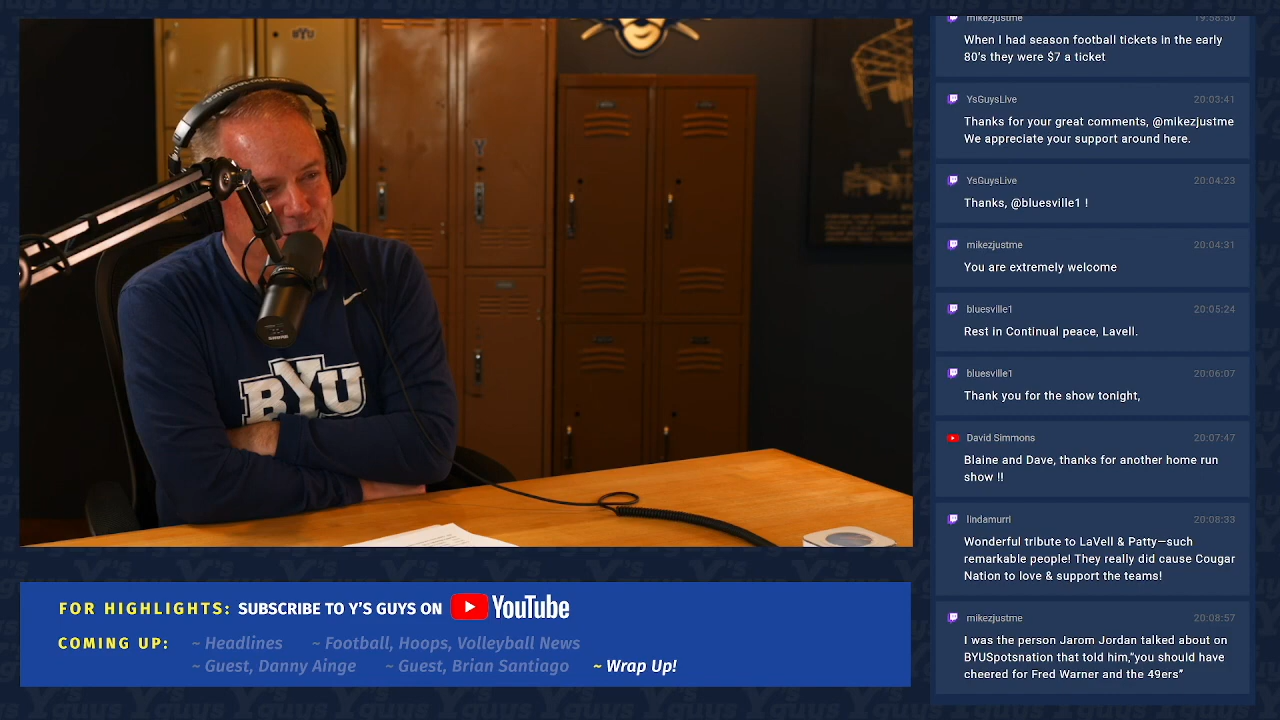 BYU
Y
BYU
FOR HIGHLIGHTS: SUBSCRIBE TO Y'S GUYS ON YouTube
COMING UP: ~ Headlines ~ Football, Hoops, Volleyball News
~ Guest, Danny Ainge ~ Guest, Brian Santiago ~ Wrap Up!
mikezjustme 19:58:50
When I had season football tickets in the early
80's they were $7 a ticket
YsGuysLive 20:03:41
Thanks for your great comments, @mikezjustme
We appreciate your support around here.
YsGuysLive 20:04:23
Thanks, @bluesville1 !
mikezjustme 20:04:31
You are extremely welcome
bluesville1 20:05:24
Rest in Continual peace, Lavell.
bluesville1 20:06:07
Thank you for the show tonight,
David Simmons 20:07:47
Blaine and Dave, thanks for another home run
show !!
lindamurri 20:08:33
Wonderful tribute to LaVell & Patty—such
remarkable people! They really did cause Cougar
Nation to love & support the teams!
mikezjustme 20:08:57
I was the person Jarom Jordan talked about on
BYUSpotsnation that told him,"you should have
cheered for Fred Warner and the 49ers"